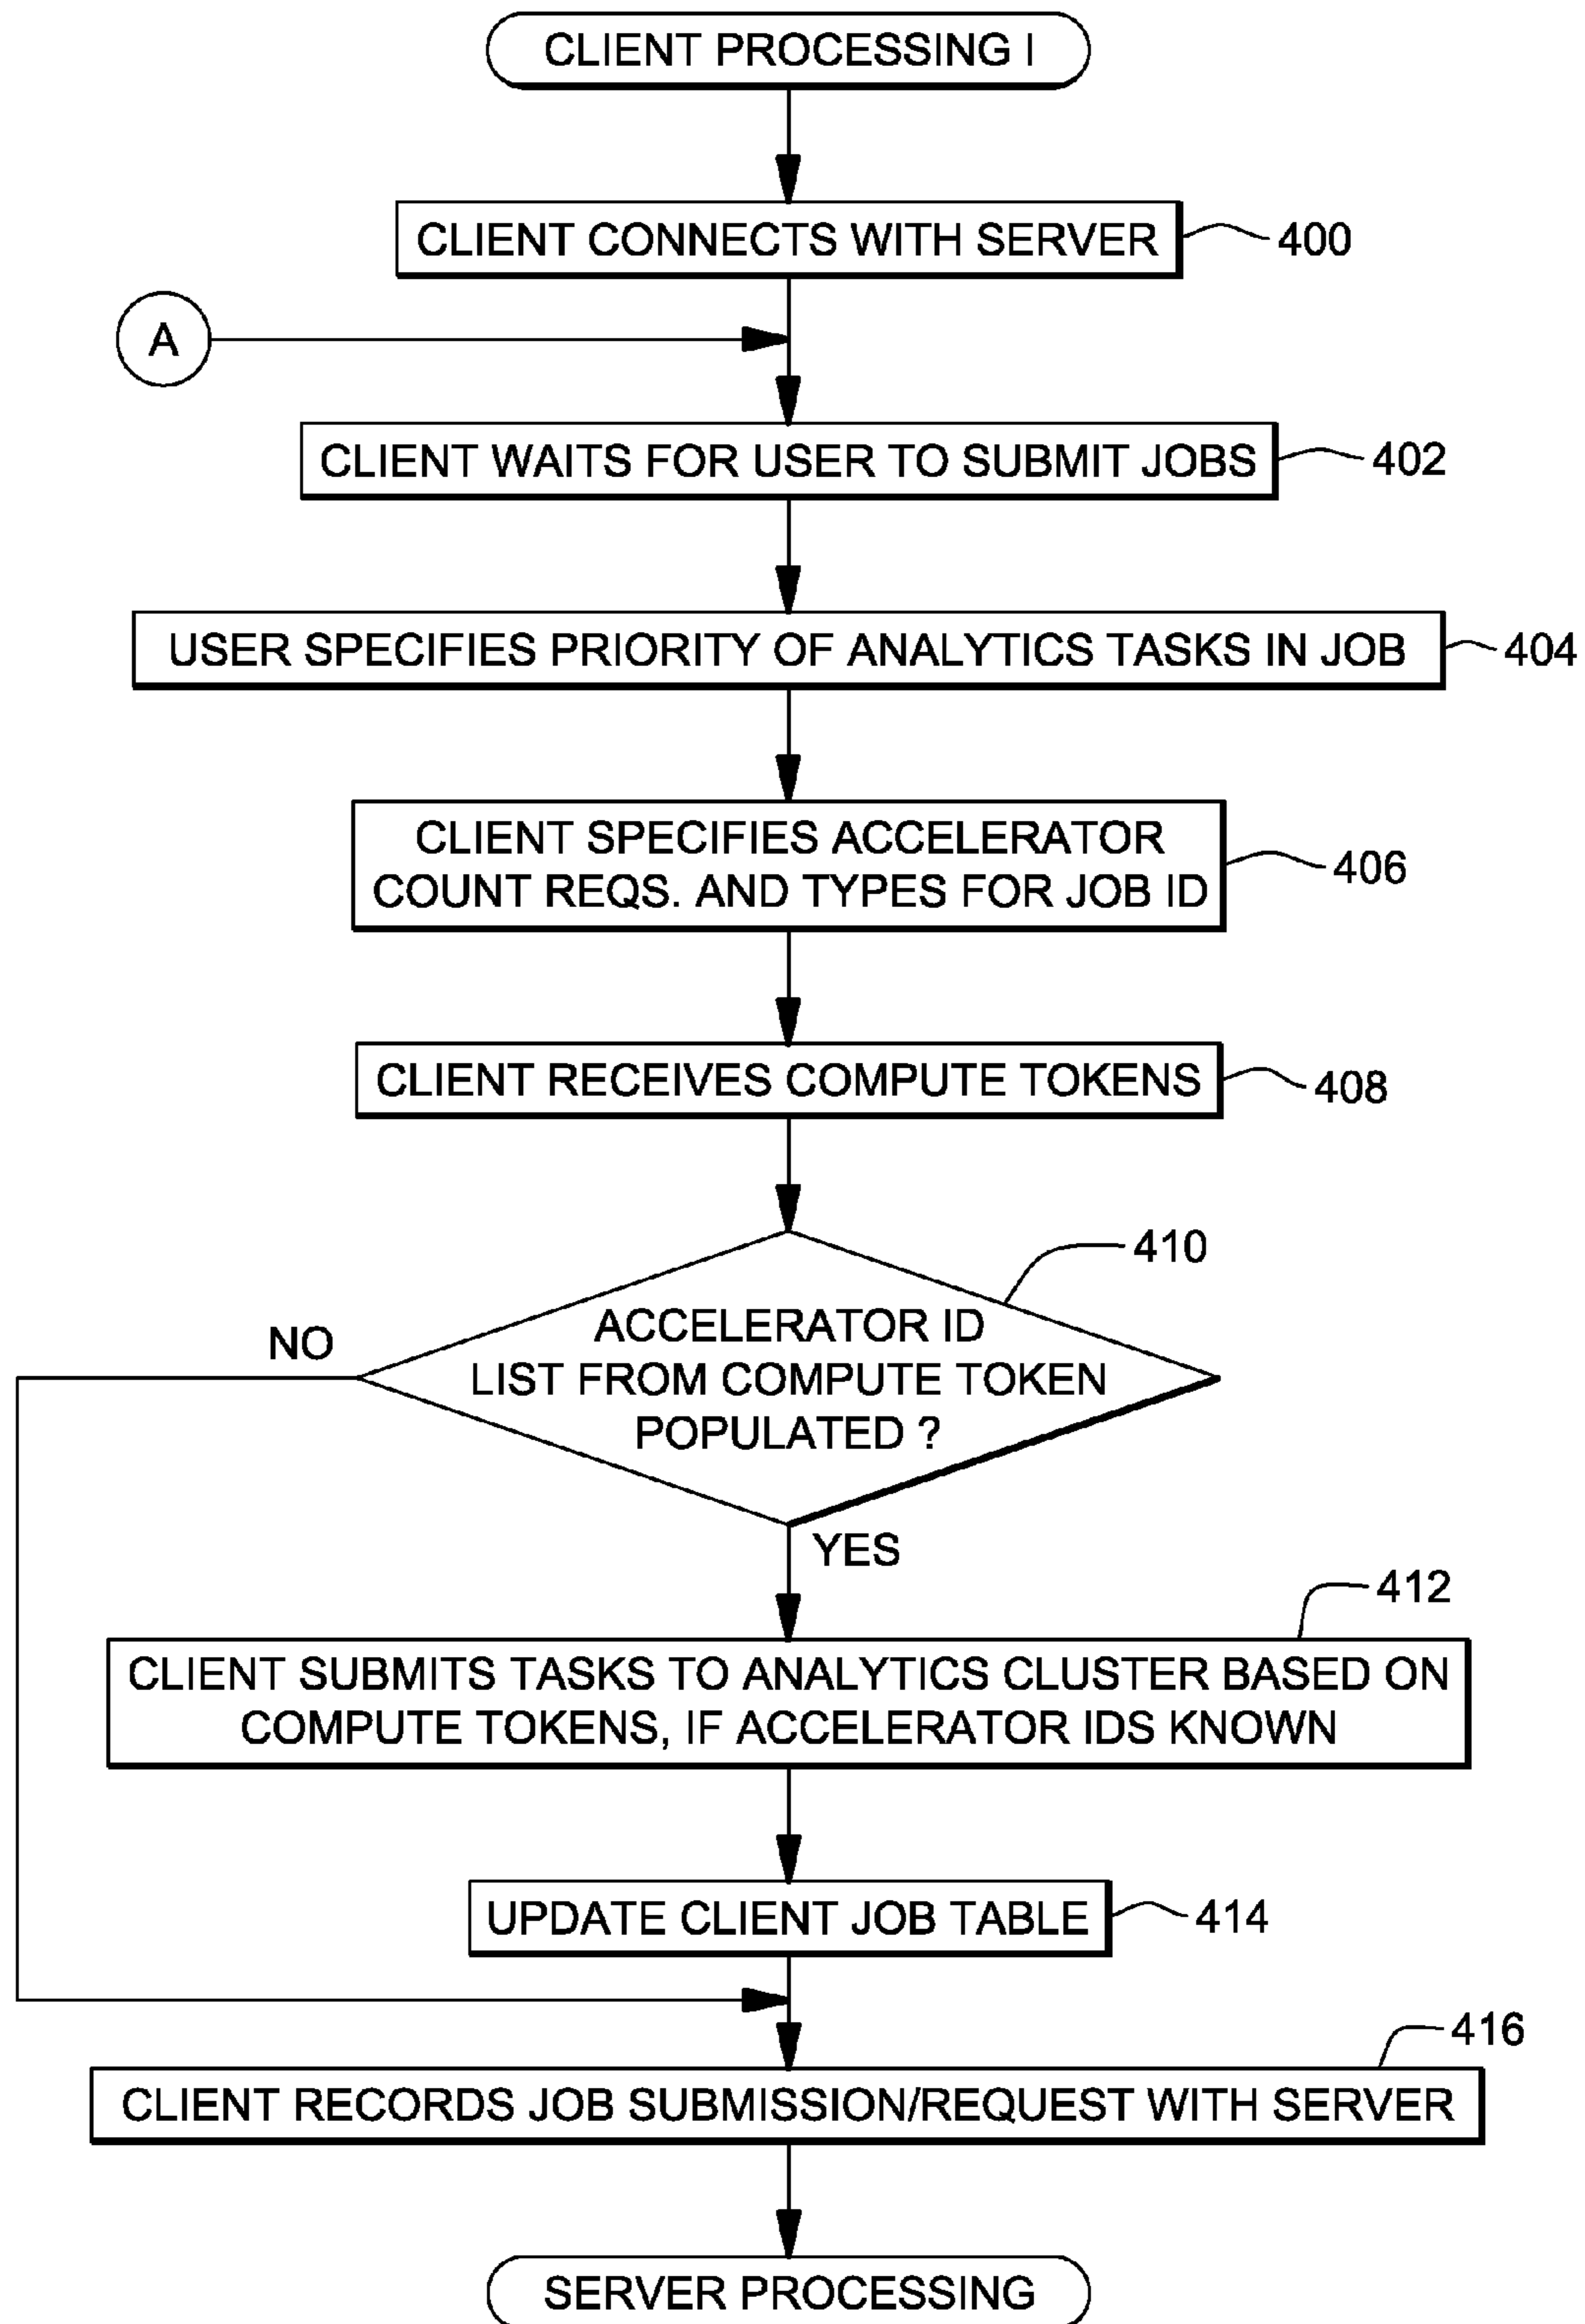 CLIENT PROCESSING I
CLIENT CONNECTS WITH SERVER
400
A
CLIENT WAITS FOR USER TO SUBMIT JOBS
402
USER SPECIFIES PRIORITY OF ANALYTICS TASKS IN JOB
404
CLIENT SPECIFIES ACCELERATOR
COUNT REQS. AND TYPES FOR JOB ID
406
CLIENT RECEIVES COMPUTE TOKENS
408
410
ACCELERATOR ID
LIST FROM COMPUTE TOKEN
POPULATED ?
NO
YES
412
CLIENT SUBMITS TASKS TO ANALYTICS CLUSTER BASED ON
COMPUTE TOKENS, IF ACCELERATOR IDS KNOWN
UPDATE CLIENT JOB TABLE
414
416
CLIENT RECORDS JOB SUBMISSION/REQUEST WITH SERVER
SERVER PROCESSING